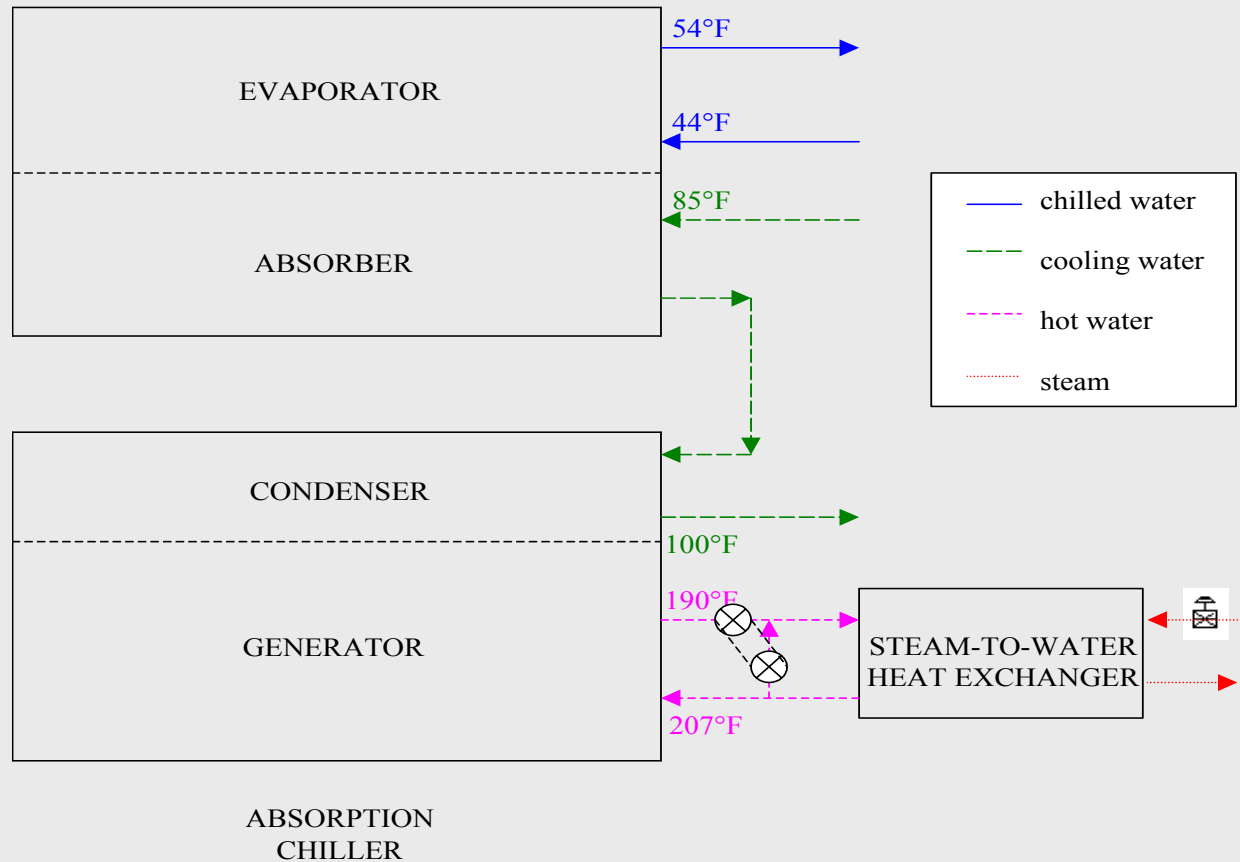 54°F
EVAPORATOR
44°F
85°F
chilled water
cooling water
hot water
steam
ABSORBER
CONDENSER
100°F
190°F
GENERATOR
STEAM-TO-WATER
HEAT EXCHANGER
207°F
ABSORPTION
CHILLER